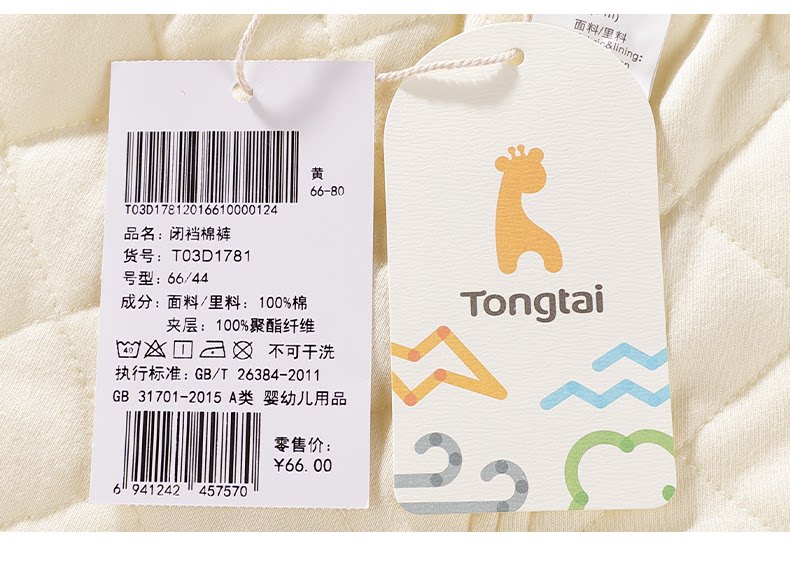 黄
66-80
T03D17812016610000124
品名: 闭裆棉裤
货号: T03D1781
号型: 66/44
成分: 面料/里料: 100%棉
夹层: 100%聚酯纤维
40 不可干洗
执行标准: GB/T 26384-2011
GB 31701-2015 A类 婴幼儿用品
零售价:
¥66.00
6 941242 457570
Tongtai
面料/里料
&lining: